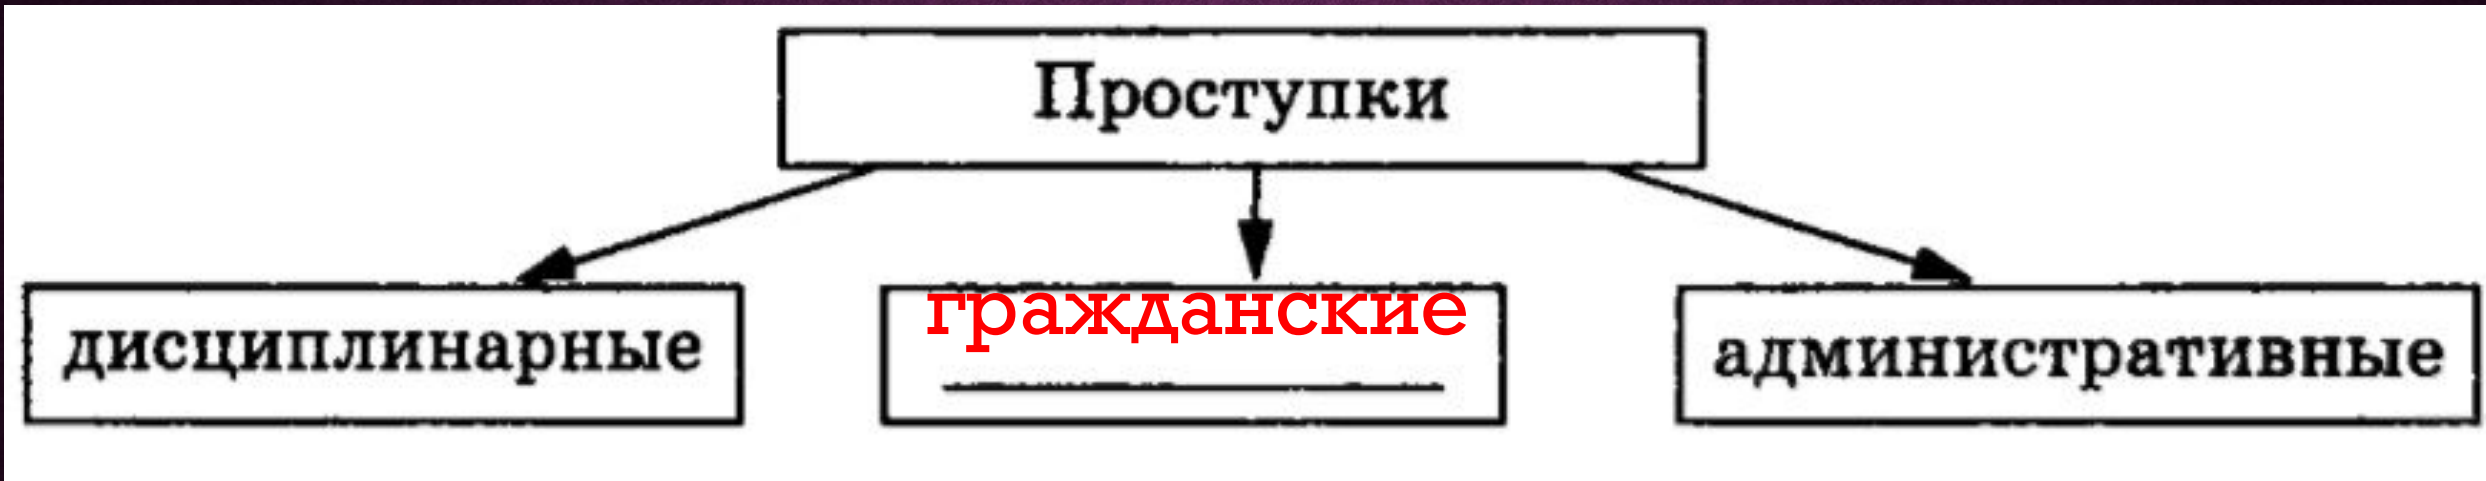 Проступки
дисциплинарные
гражданские
административные